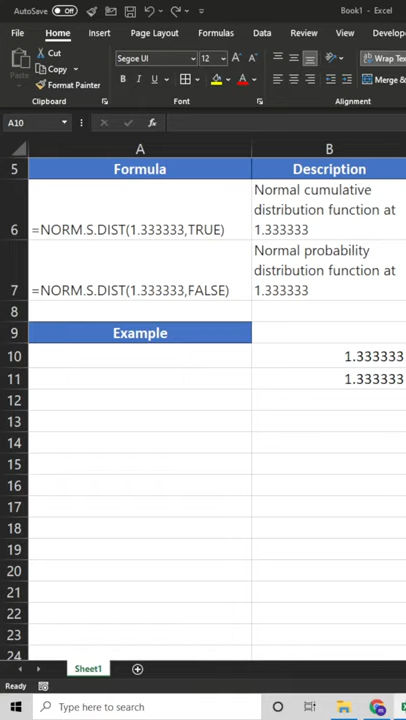 AutoSave Off Book1 - Excel
File Home Insert Page Layout Formulas Data Review View Develo
Paste Cut Copy Format Painter Segoe UI 12 B I U A Wrap Text Merge &
Clipboard Font Alignment
A10 fx
A B
5 Formula Description
Normal cumulative
distribution function at
6 =NORM.S.DIST(1.333333,TRUE) 1.333333
Normal probability
distribution function at
7 =NORM.S.DIST(1.333333,FALSE) 1.333333
8
9 Example
10 1.333333
11 1.333333
12
13
14
15
16
17
18
19
20
21
22
23
24
Sheet1
Ready
Type here to search